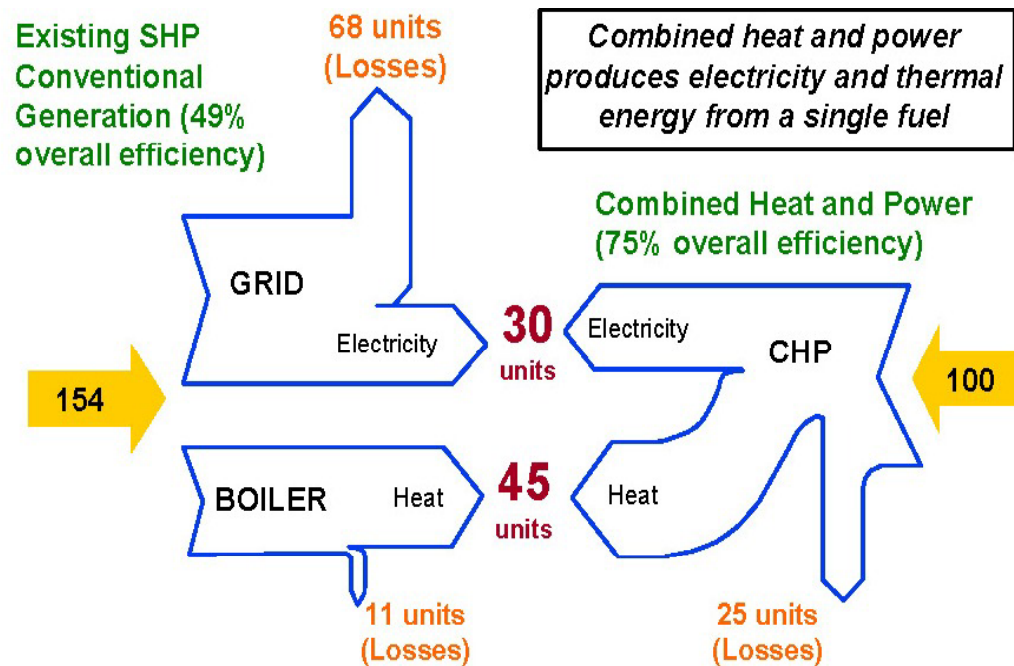 Existing SHP
Conventional
Generation (49%
overall efficiency)
68 units
(Losses)
Combined heat and power
produces electricity and thermal
energy from a single fuel
Combined Heat and Power
(75% overall efficiency)
GRID
Electricity
30
units
Electricity
CHP
154
100
BOILER
Heat
45
units
Heat
11 units
(Losses)
25 units
(Losses)